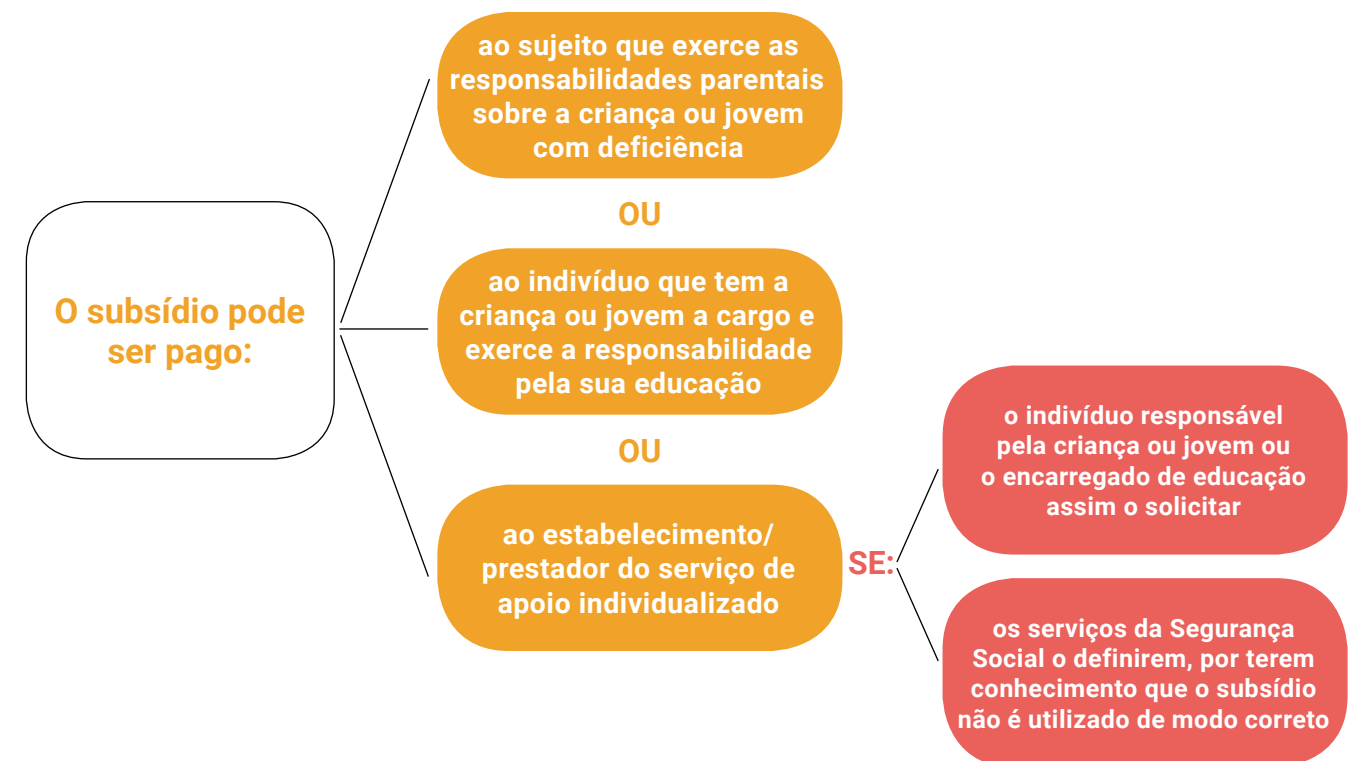 O subsídio pode
ser pago:
ao sujeito que exerce as
responsabilidades parentais
sobre a criança ou jovem
com deficiência
OU
ao indivíduo que tem a
criança ou jovem a cargo e
exerce a responsabilidade
pela sua educação
OU
ao estabelecimento/
prestador do serviço de
apoio individualizado
SE:
o indivíduo responsável
pela criança ou jovem ou
o encarregado de educação
assim o solicitar
os serviços da Segurança
Social o definirem, por terem
conhecimento que o subsídio
não é utilizado de modo correto